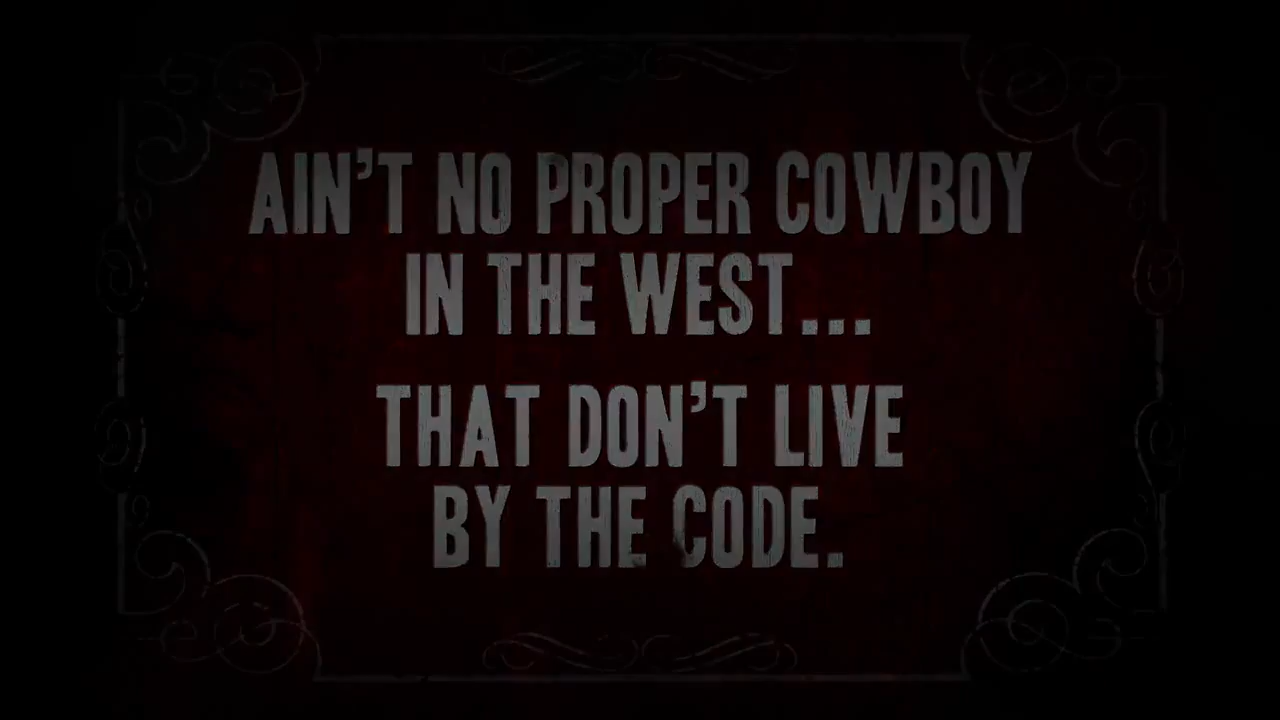 AIN'T NO PROPER COWBOY
IN THE WEST...
THAT DON'T LIVE
BY THE CODE.